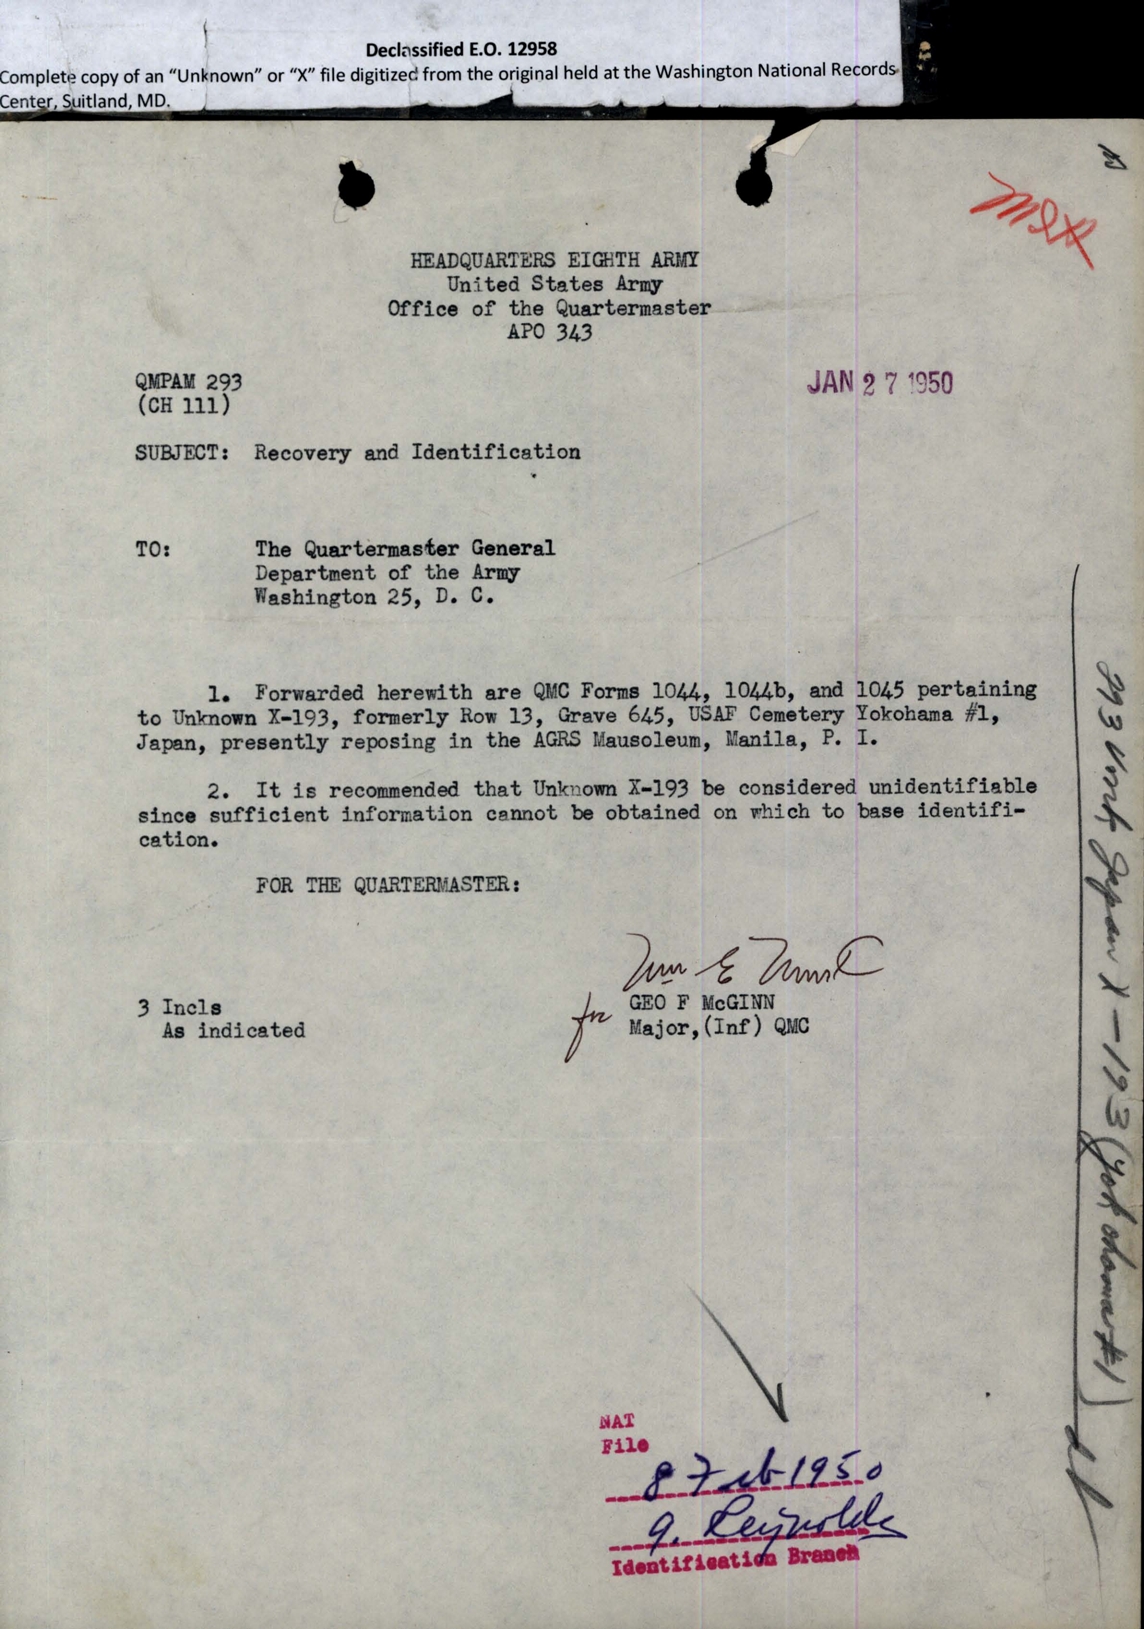 Declassified E.O. 12958
Complete copy of an “Unknown” or “X” file digitized from the original held at the Washington National Records
Center, Suitland, MD.
HEADQUARTERS EIGHTH ARMY
United States Army
Office of the Quartermaster
APO 343
QMPAM 293
(CH 111)
JAN 27 1950
SUBJECT: Recovery and Identification
TO: The Quartermaster General
Department of the Army
Washington 25, D. C.
1. Forwarded herewith are QMC Forms 1044, 1044b, and 1045 pertaining
to Unknown X-193, formerly Row 13, Grave 645, USAF Cemetery Yokohama #1,
Japan, presently reposing in the AGRS Mausoleum, Manila, P. I.
2. It is recommended that Unknown X-193 be considered unidentifiable
since sufficient information cannot be obtained on which to base identifi-
cation.
FOR THE QUARTERMASTER:
Wm E
3 Incls
As indicated
for GEO F McGINN
Major,(Inf) QMC
293 Unk Japan X-193 (Yokohama #1)
NAT
File
8 Feb 1950
Reynolds
Identification Branch